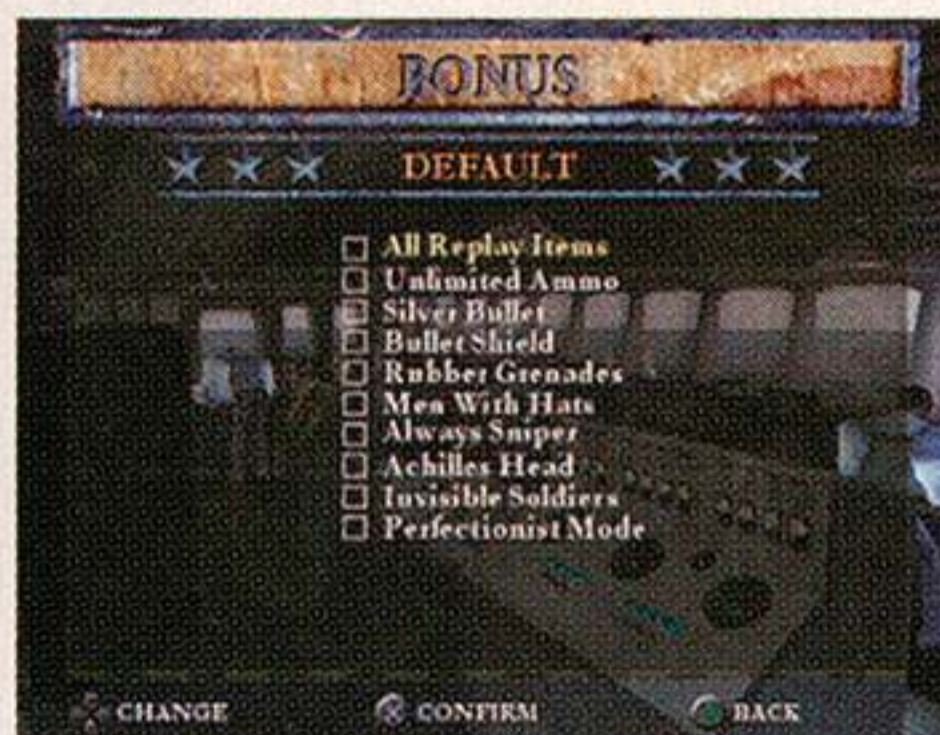 BONUS
DEFAULT
All Replay Items
Unlimited Ammo
Silver Bullet
Bullet Shield
Rubber Grenades
Men With Hats
Always Sniper
Achilles Head
Invisible Soldiers
Perfectionist Mode
CHANGE CONFIRM BACK